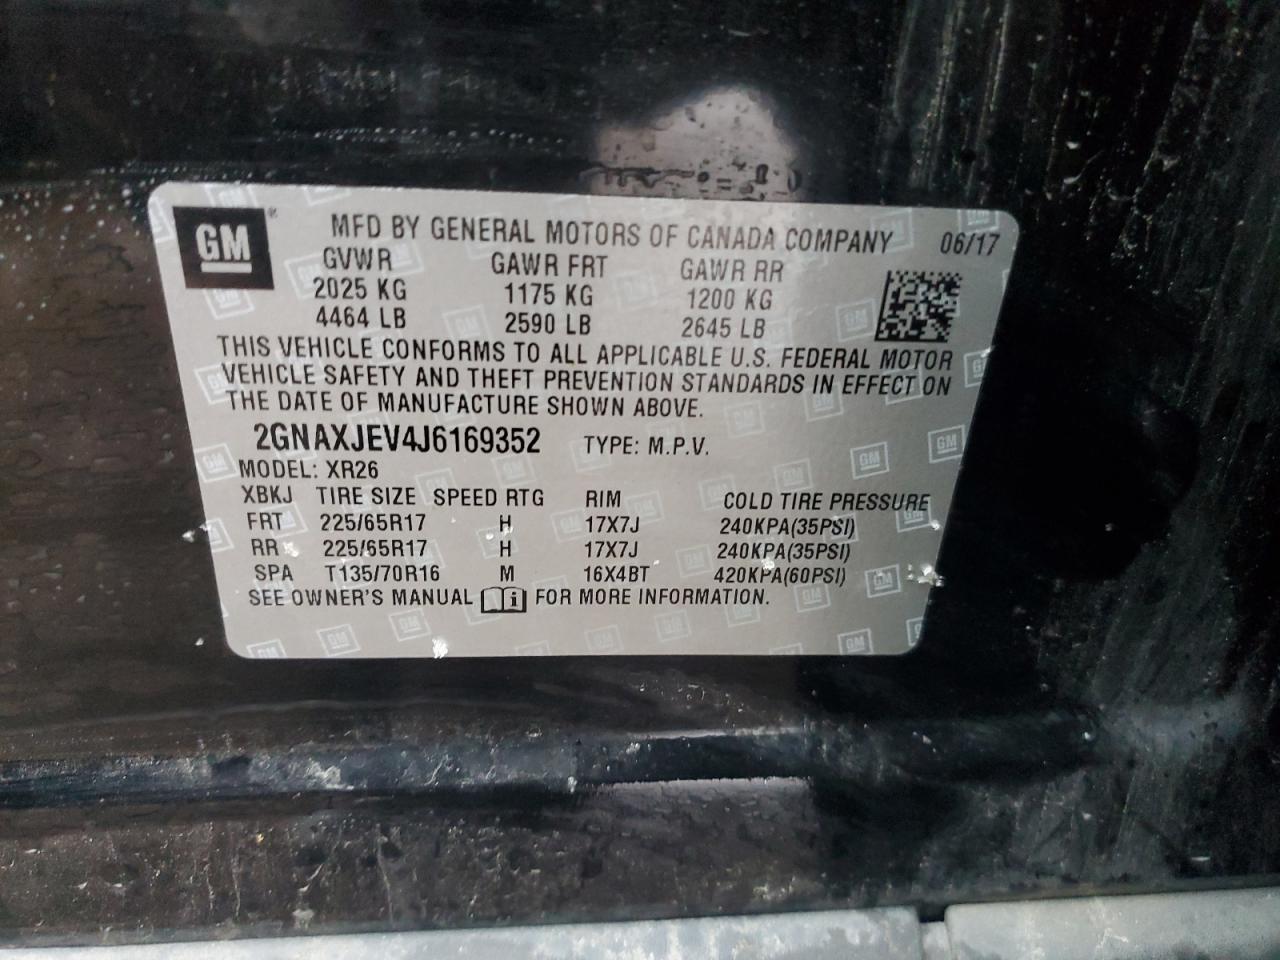 GM ® MFD BY GENERAL MOTORS OF CANADA COMPANY 06/17
GVWR GAWR FRT GAWR RR
2025 KG 1175 KG 1200 KG
4464 LB 2590 LB 2645 LB
THIS VEHICLE CONFORMS TO ALL APPLICABLE U.S. FEDERAL MOTOR
VEHICLE SAFETY AND THEFT PREVENTION STANDARDS IN EFFECT ON
THE DATE OF MANUFACTURE SHOWN ABOVE.
2GNAXJEV4J6169352 TYPE: M.P.V.
MODEL: XR26
XBKJ TIRE SIZE SPEED RTG RIM COLD TIRE PRESSURE
FRT 225/65R17 H 17X7J 240KPA(35PSI)
RR 225/65R17 H 17X7J 240KPA(35PSI)
SPA T135/70R16 M 16X4BT 420KPA(60PSI)
SEE OWNER'S MANUAL i FOR MORE INFORMATION.